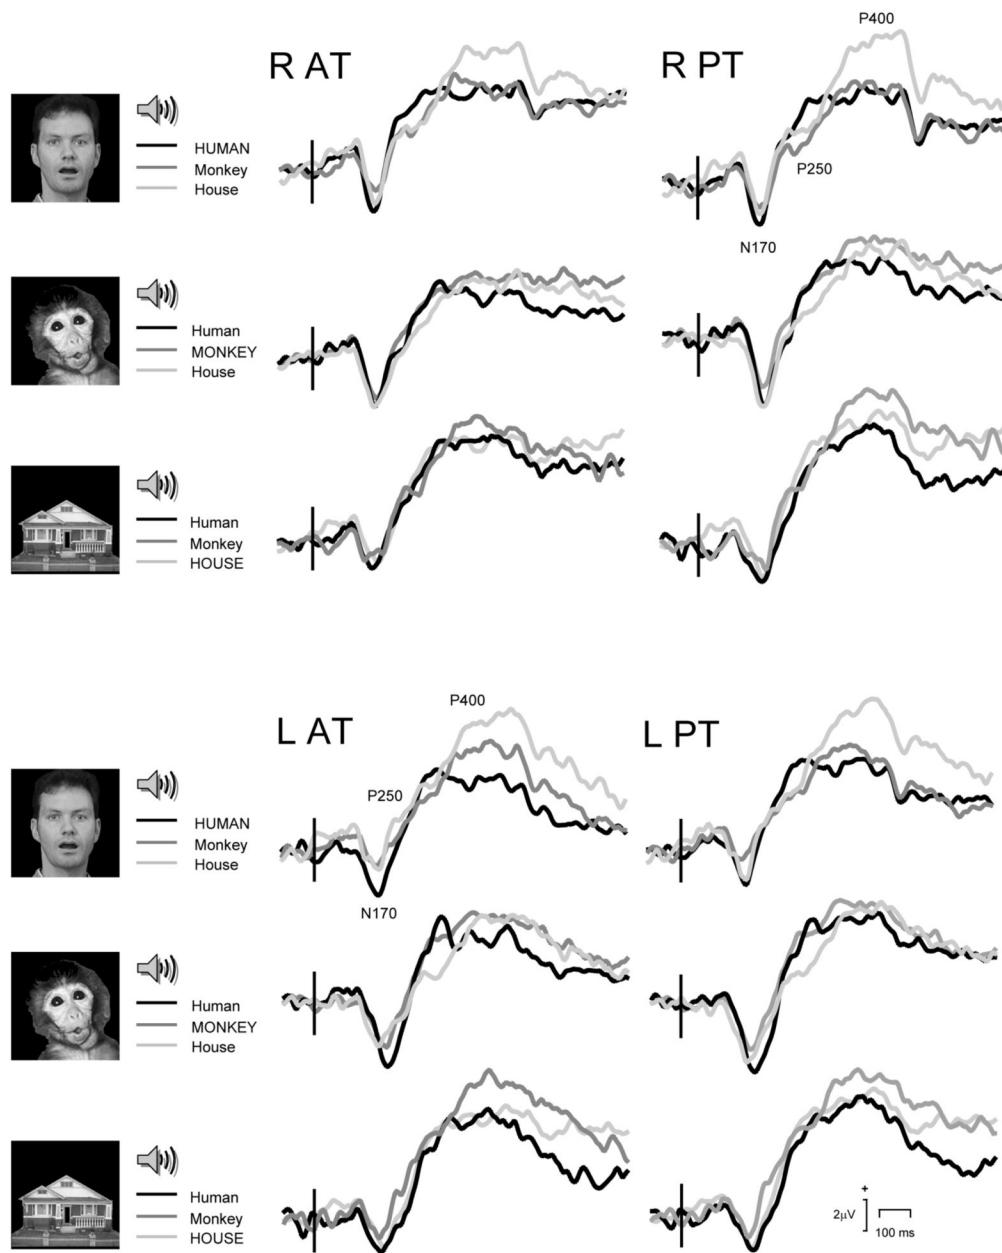 P400
R AT
R PT
HUMAN
Monkey
House
P250
N170
Human
MONKEY
House
Human
Monkey
HOUSE
P400
L AT
L PT
P250
HUMAN
Monkey
House
N170
Human
MONKEY
House
Human
Monkey
HOUSE
+
2µV
100 ms